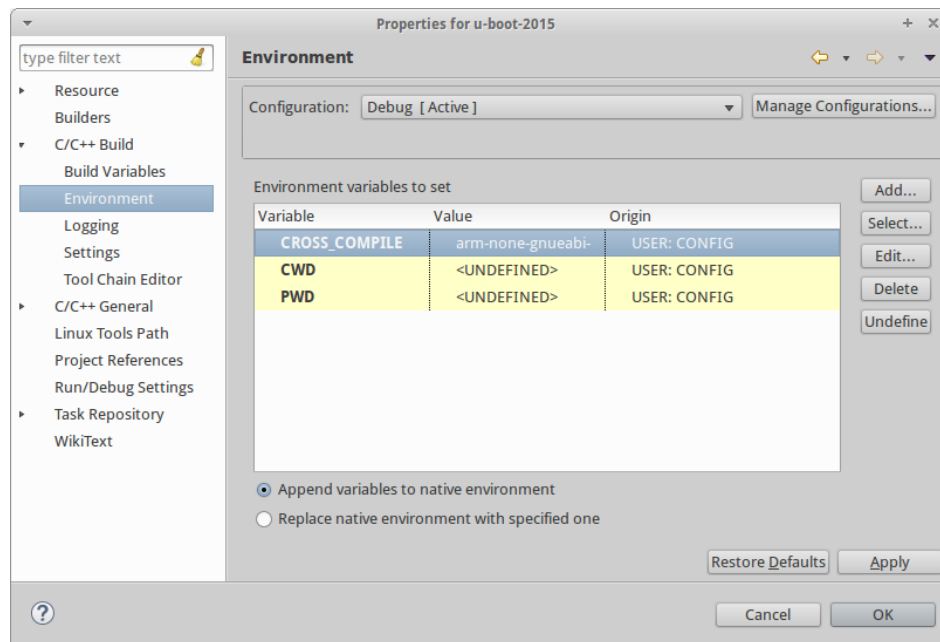 Properties for u-boot-2015
type filter text
Resource
Builders
C/C++ Build
Build Variables
Environment
Logging
Settings
Tool Chain Editor
C/C++ General
Linux Tools Path
Project References
Run/Debug Settings
Task Repository
WikiText
Environment
Configuration: Debug [ Active ] Manage Configurations...
Environment variables to set
Variable Value Origin
CROSS_COMPILE arm-none-gnueabi- USER: CONFIG
CWD <UNDEFINED> USER: CONFIG
PWD <UNDEFINED> USER: CONFIG
Add...
Select...
Edit...
Delete
Undefine
Append variables to native environment
Replace native environment with specified one
Restore Defaults Apply
Cancel OK